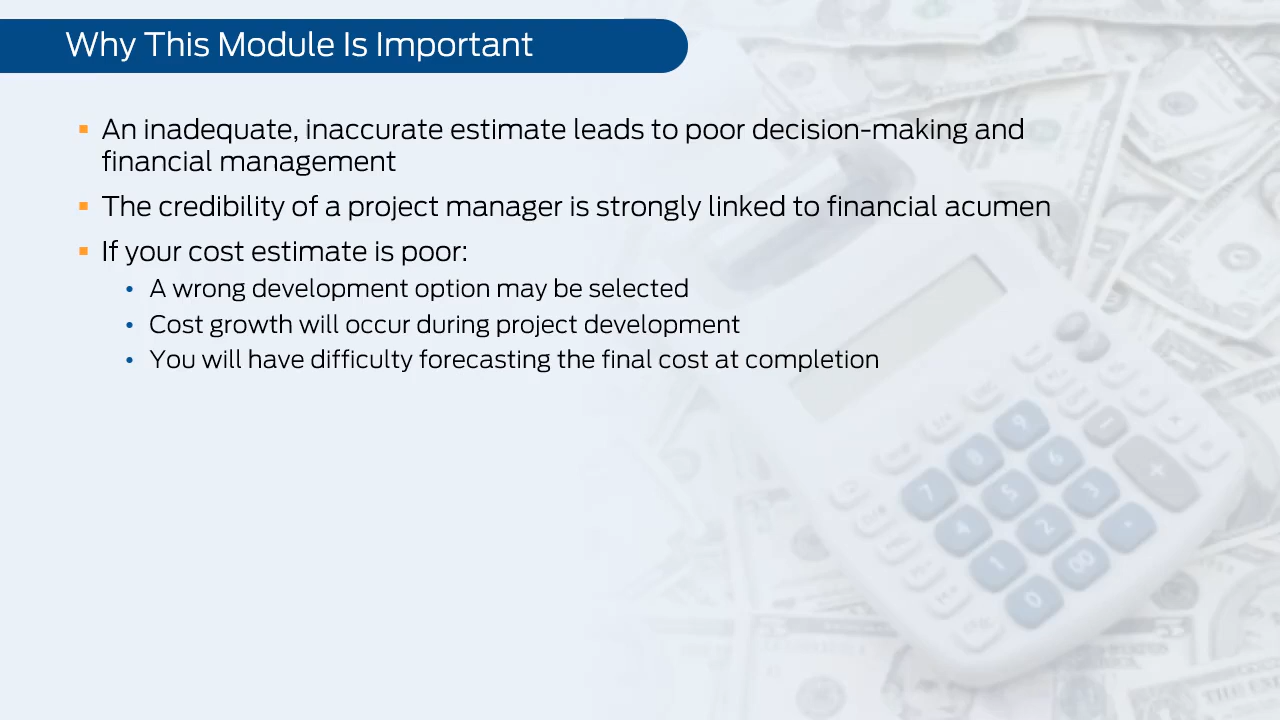 Why This Module Is Important
▪ An inadequate, inaccurate estimate leads to poor decision-making and
financial management
▪ The credibility of a project manager is strongly linked to financial acumen
▪ If your cost estimate is poor:
• A wrong development option may be selected
• Cost growth will occur during project development
• You will have difficulty forecasting the final cost at completion